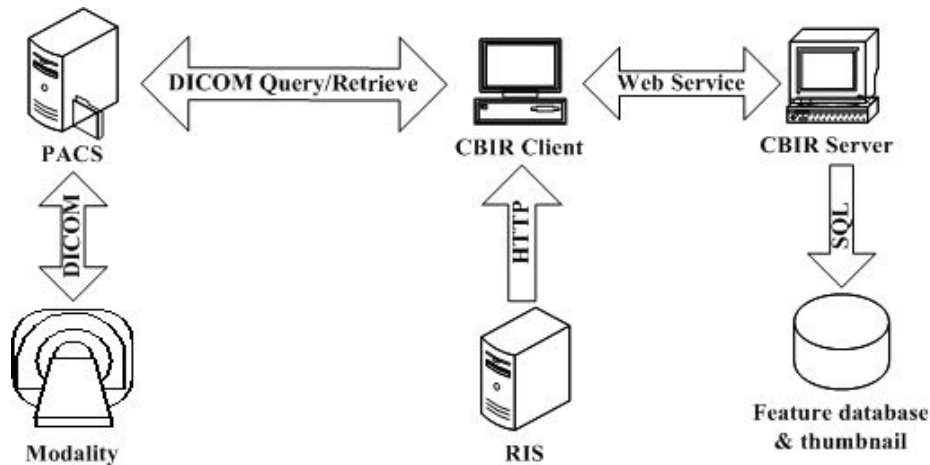 DICOM Query/Retrieve
Web Service
PACS
CBIR Client
CBIR Server
DICOM
HTTP
SQL
Modality
RIS
Feature database
& thumbnail